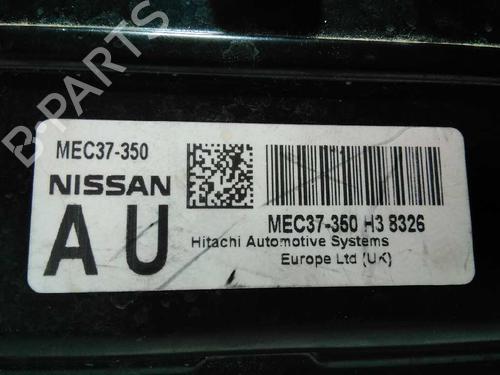 B-PARTS
MEC37-350
NISSAN
AU
MEC37-350 H3 8326
Hitachi Automotive Systems
Europe Ltd (UK)